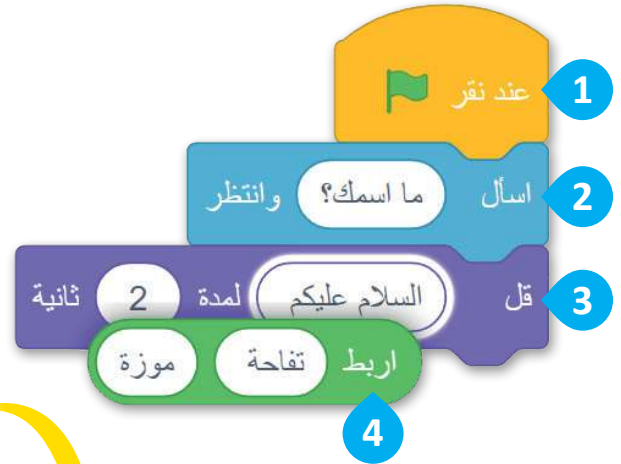 عند نقر 1
اسأل ما اسمك؟ وانتظر 2
قل السلام عليكم لمدة 2 ثانية 3
اربط تفاحة موزة
4